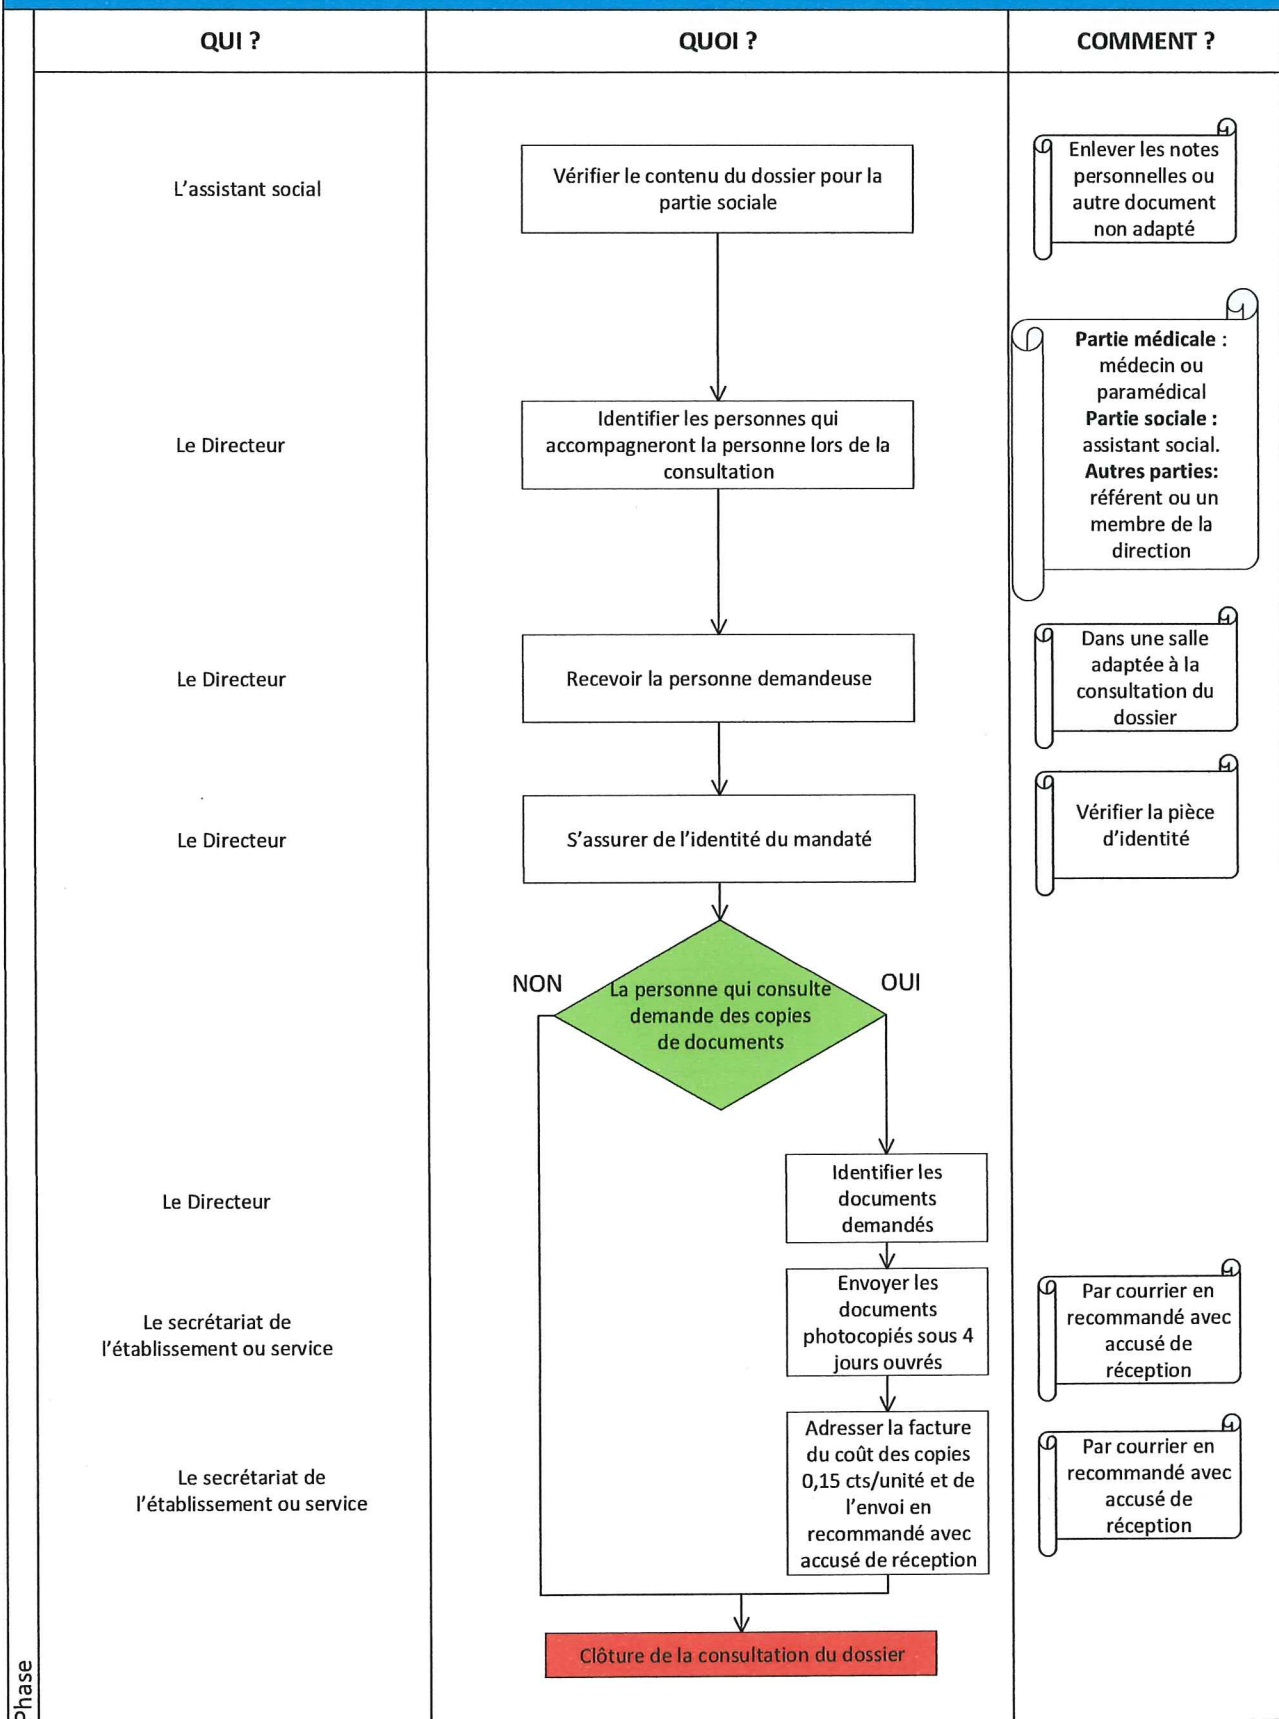 QUI ?
QUOI ?
COMMENT ?
L'assistant social
Vérifier le contenu du dossier pour la
partie sociale
Enlever les notes
personnelles ou
autre document
non adapté
Le Directeur
Identifier les personnes qui
accompagneront la personne lors de la
consultation
Partie médicale :
médecin ou
paramédical
Partie sociale :
assistant social.
Autres parties:
référent ou un
membre de la
direction
Le Directeur
Recevoir la personne demandeuse
Dans une salle
adaptée à la
consultation du
dossier
Le Directeur
S'assurer de l'identité du mandaté
Vérifier la pièce
d'identité
NON
OUI
La personne qui consulte
demande des copies
de documents
Le Directeur
Identifier les
documents
demandés
Le secrétariat de
l'établissement ou service
Envoyer les
documents
photocopiés sous 4
jours ouvrés
Par courrier en
recommandé avec
accusé de
réception
Le secrétariat de
l'établissement ou service
Adresser la facture
du coût des copies
0,15 cts/unité et de
l'envoi en
recommandé avec
accusé de réception
Par courrier en
recommandé avec
accusé de
réception
Clôture de la consultation du dossier
Phase